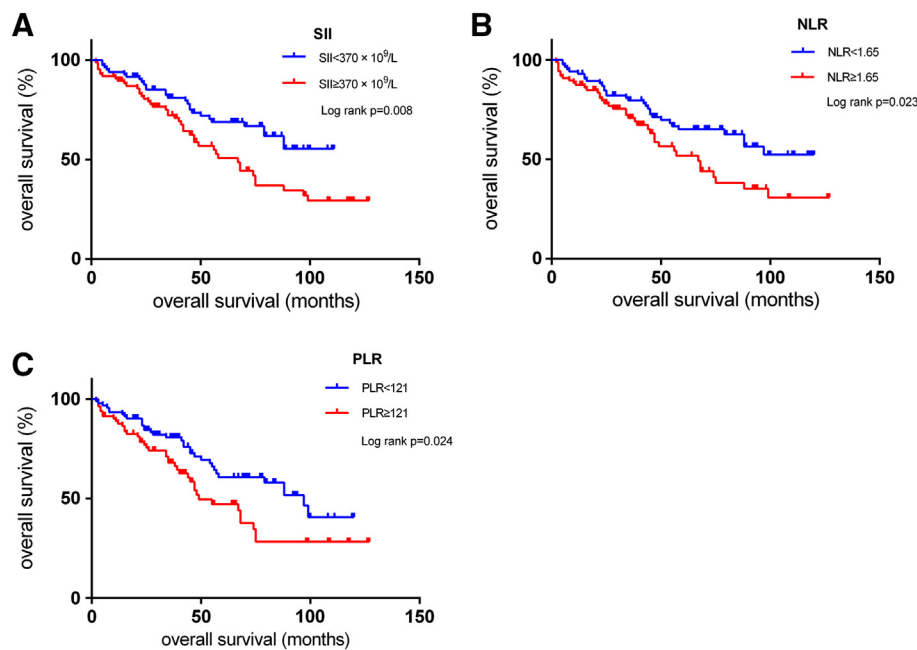 A
SII
SII<370 × 10⁹/L
SII≥370 × 10⁹/L
Log rank p=0.008
overall survival (%)
100
50
0
0 50 100 150
overall survival (months)
B
NLR
NLR<1.65
NLR≥1.65
Log rank p=0.023
overall survival (%)
100
50
0
0 50 100 150
overall survival (months)
C
PLR
PLR<121
PLR≥121
Log rank p=0.024
overall survival (%)
100
50
0
0 50 100 150
overall survival (months)